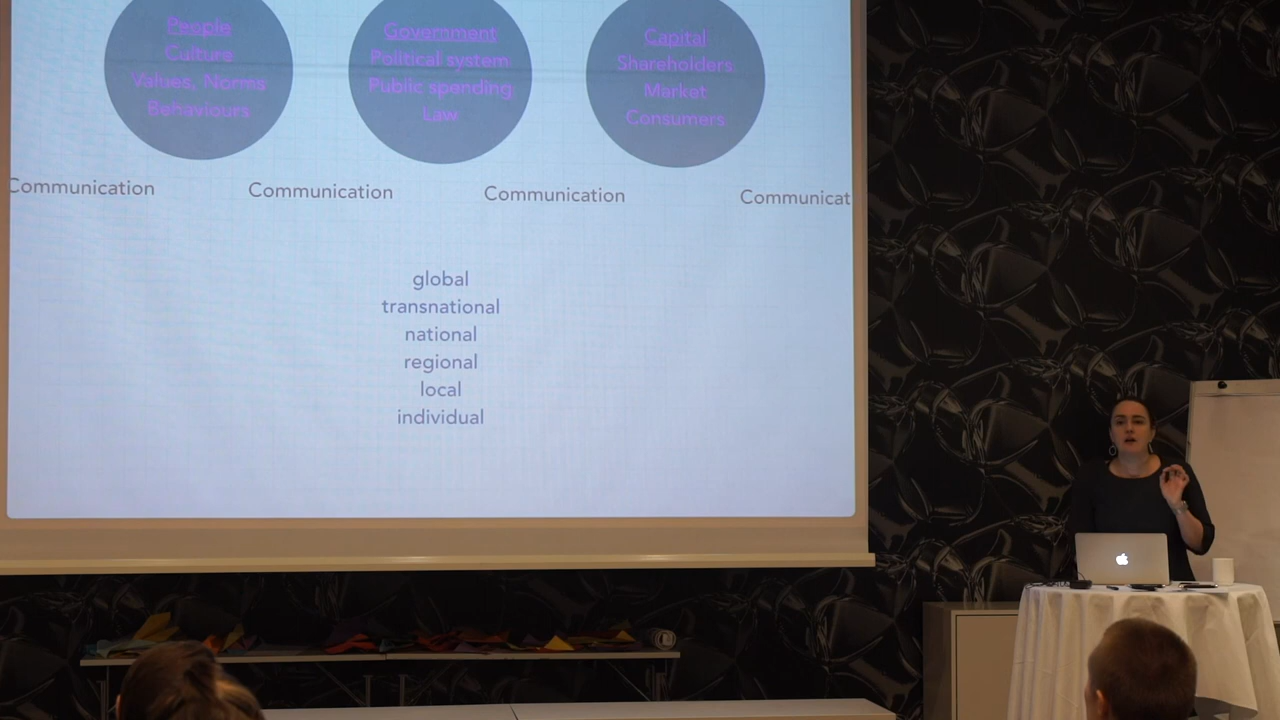 People
Culture
Values, Norms
Behaviours
Government
Political system
Public spending
Law
Capital
Shareholders
Market
Consumers
Communication Communication Communication Communicat
global
transnational
national
regional
local
individual